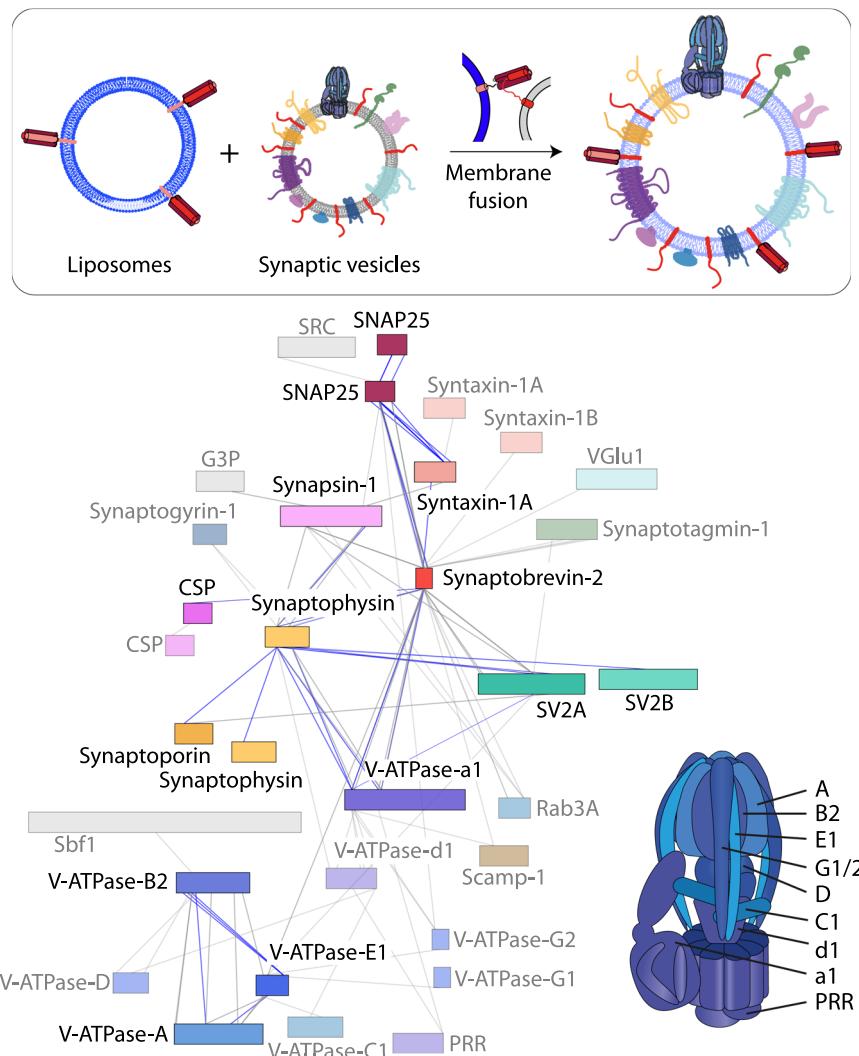 Liposomes
+
Synaptic vesicles
Membrane
fusion
SRC
SNAP25
SNAP25
Syntaxin-1A
Syntaxin-1B
G3P
Synapsin-1
Syntaxin-1A
VGlu1
Synaptogyrin-1
Synaptotagmin-1
CSP
Synaptophysin
Synaptobrevin-2
CSP
SV2A
SV2B
Synaptoporin
Synaptophysin
V-ATPase-a1
Rab3A
Sbf1
V-ATPase-d1
Scamp-1
V-ATPase-B2
V-ATPase-E1
V-ATPase-G2
V-ATPase-D
V-ATPase-G1
V-ATPase-A
V-ATPase-C1
PRR
A
B2
E1
G1/2
D
C1
d1
a1
PRR